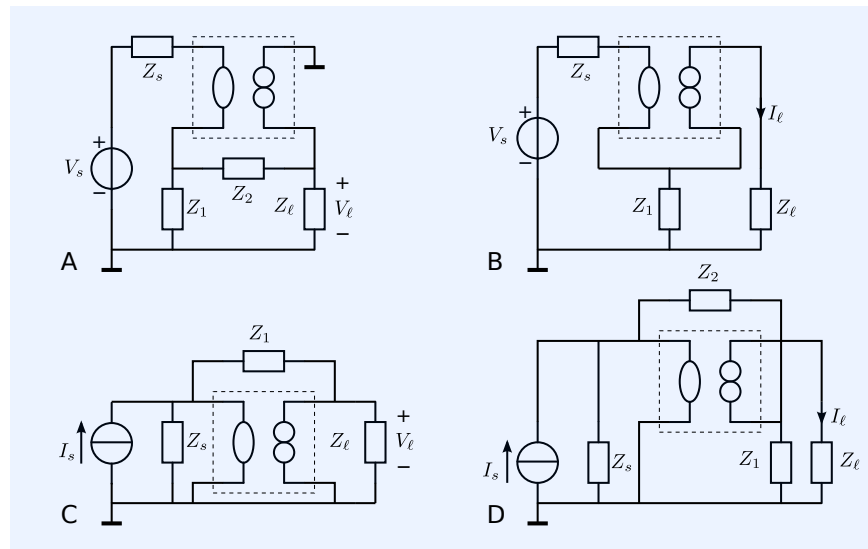 Z_s
+
V_s
−
Z_2
Z_1
Z_ℓ
+
V_ℓ
−
A
Z_s
+
V_s
−
I_ℓ
Z_1
Z_ℓ
B
Z_1
I_s
Z_s
Z_ℓ
+
V_ℓ
−
C
Z_2
I_ℓ
I_s
Z_s
Z_1
Z_ℓ
D